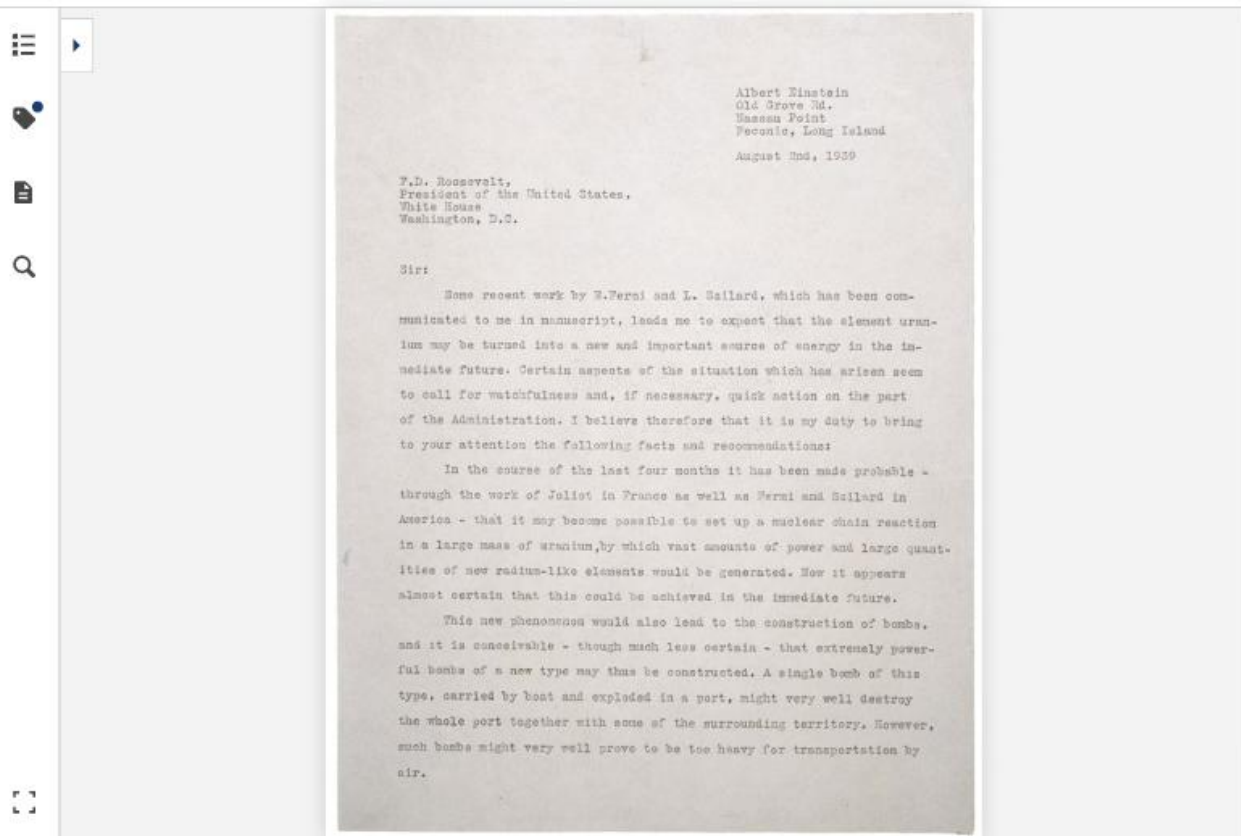 Albert Einstein
Old Grove Rd.
Nassau Point
Peconic, Long Island
August 2nd, 1939
F.D. Roosevelt,
President of the United States,
White House
Washington, D.C.
Sir:
Some recent work by E.Fermi and L. Szilard, which has been com-
municated to me in manuscript, leads me to expect that the element uran-
ium may be turned into a new and important source of energy in the im-
mediate future. Certain aspects of the situation which has arisen seem
to call for watchfulness and, if necessary, quick action on the part
of the Administration. I believe therefore that it is my duty to bring
to your attention the following facts and recommendations:
In the course of the last four months it has been made probable -
through the work of Joliot in France as well as Fermi and Szilard in
America - that it may become possible to set up a nuclear chain reaction
in a large mass of uranium,by which vast amounts of power and large quant-
ities of new radium-like elements would be generated. Now it appears
almost certain that this could be achieved in the immediate future.
This new phenomenon would also lead to the construction of bombs,
and it is conceivable - though much less certain - that extremely power-
ful bombs of a new type may thus be constructed. A single bomb of this
type, carried by boat and exploded in a port, might very well destroy
the whole port together with some of the surrounding territory. However,
such bombs might very well prove to be too heavy for transportation by
air.